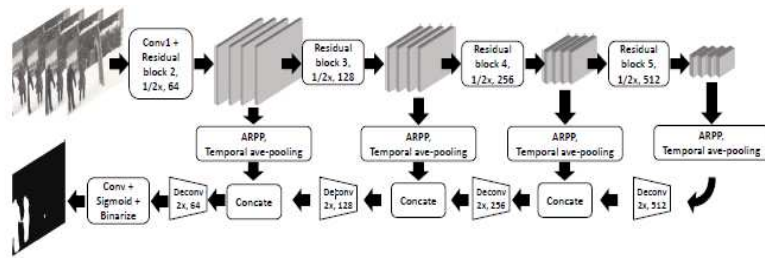 Conv1 +
Residual
block 2,
1/2x, 64
Residual
block 3,
1/2x, 128
Residual
block 4,
1/2x, 256
Residual
block 5,
1/2x, 512
ARPP,
Temporal ave-pooling
ARPP,
Temporal ave-pooling
ARPP,
Temporal ave-pooling
ARPP,
Temporal ave-pooling
Conv +
Sigmoid +
Binarize
Deconv
2x, 64
Concate
Deconv
2x, 128
Concate
Deconv
2x, 256
Concate
Deconv
2x, 512